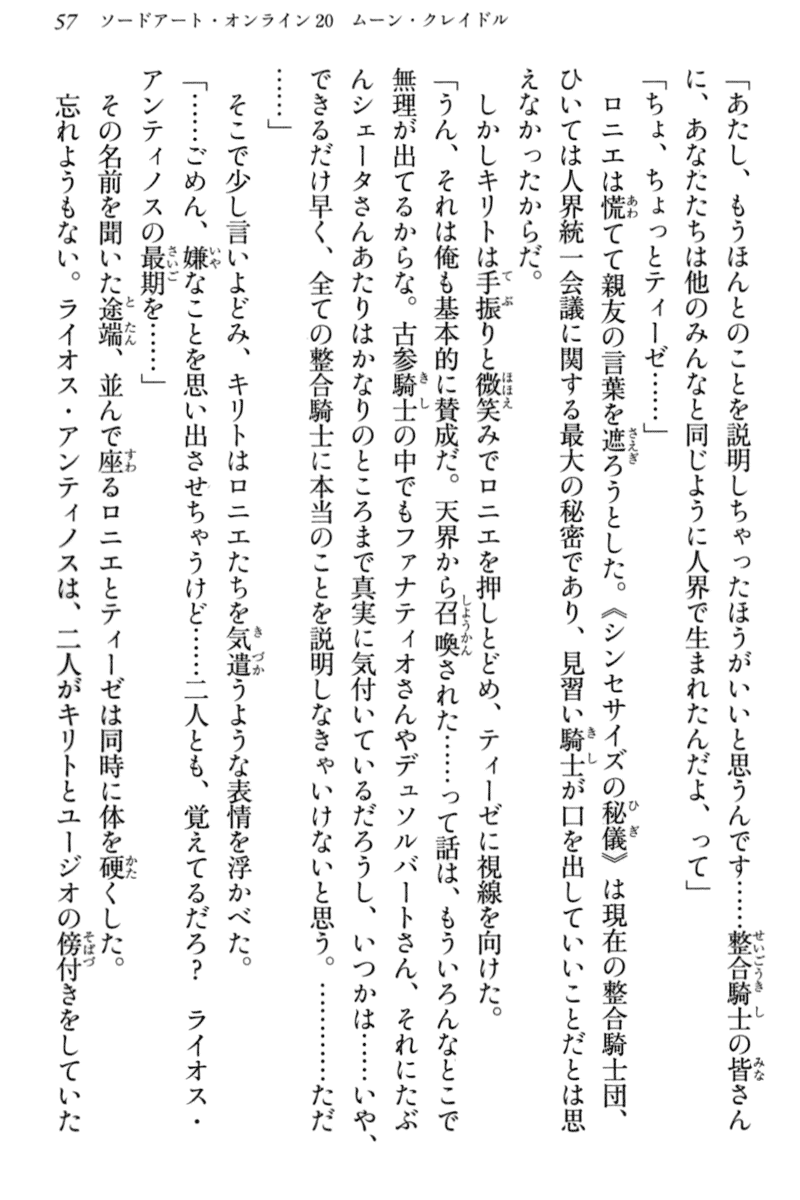 57　ソードアート・オンライン20　ムーン・クレイドル
「あたし、もうほんとのことを説明しちゃったほうがいいと思うんです……整合騎士の皆さん
に、あなたたちは他のみんなと同じように人界で生まれたんだよ、って」
「ちょ、ちょっとティーゼ……」
　ロニエは慌てて親友の言葉を遮ろうとした。《シンセサイズの秘儀》は現在の整合騎士団、
ひいては人界統一会議に関する最大の秘密であり、見習い騎士が口を出していいことだとは思
えなかったからだ。
　しかしキリトは手振りと微笑みでロニエを押しとどめ、ティーゼに視線を向けた。
「うん、それは俺も基本的に賛成だ。天界から召喚された……って話は、もういろんなとこで
無理が出てるからな。古参騎士の中でもファナティオさんやデュソルバートさん、それにたぶ
んシェータさんあたりはかなりのところまで真実に気付いているだろうし、いつかは……いや、
できるだけ早く、全ての整合騎士に本当のことを説明しなきゃいけないと思う。…………ただ
……」
　そこで少し言いよどみ、キリトはロニエたちを気遣うような表情を浮かべた。
「……ごめん、嫌なことを思い出させちゃうけど……二人とも、覚えてるだろ？　ライオス・
アンティノスの最期を……」
　その名前を聞いた途端、並んで座るロニエとティーゼは同時に体を硬くした。
　忘れようもない。ライオス・アンティノスは、二人がキリトとユージオの傍付きをしていた